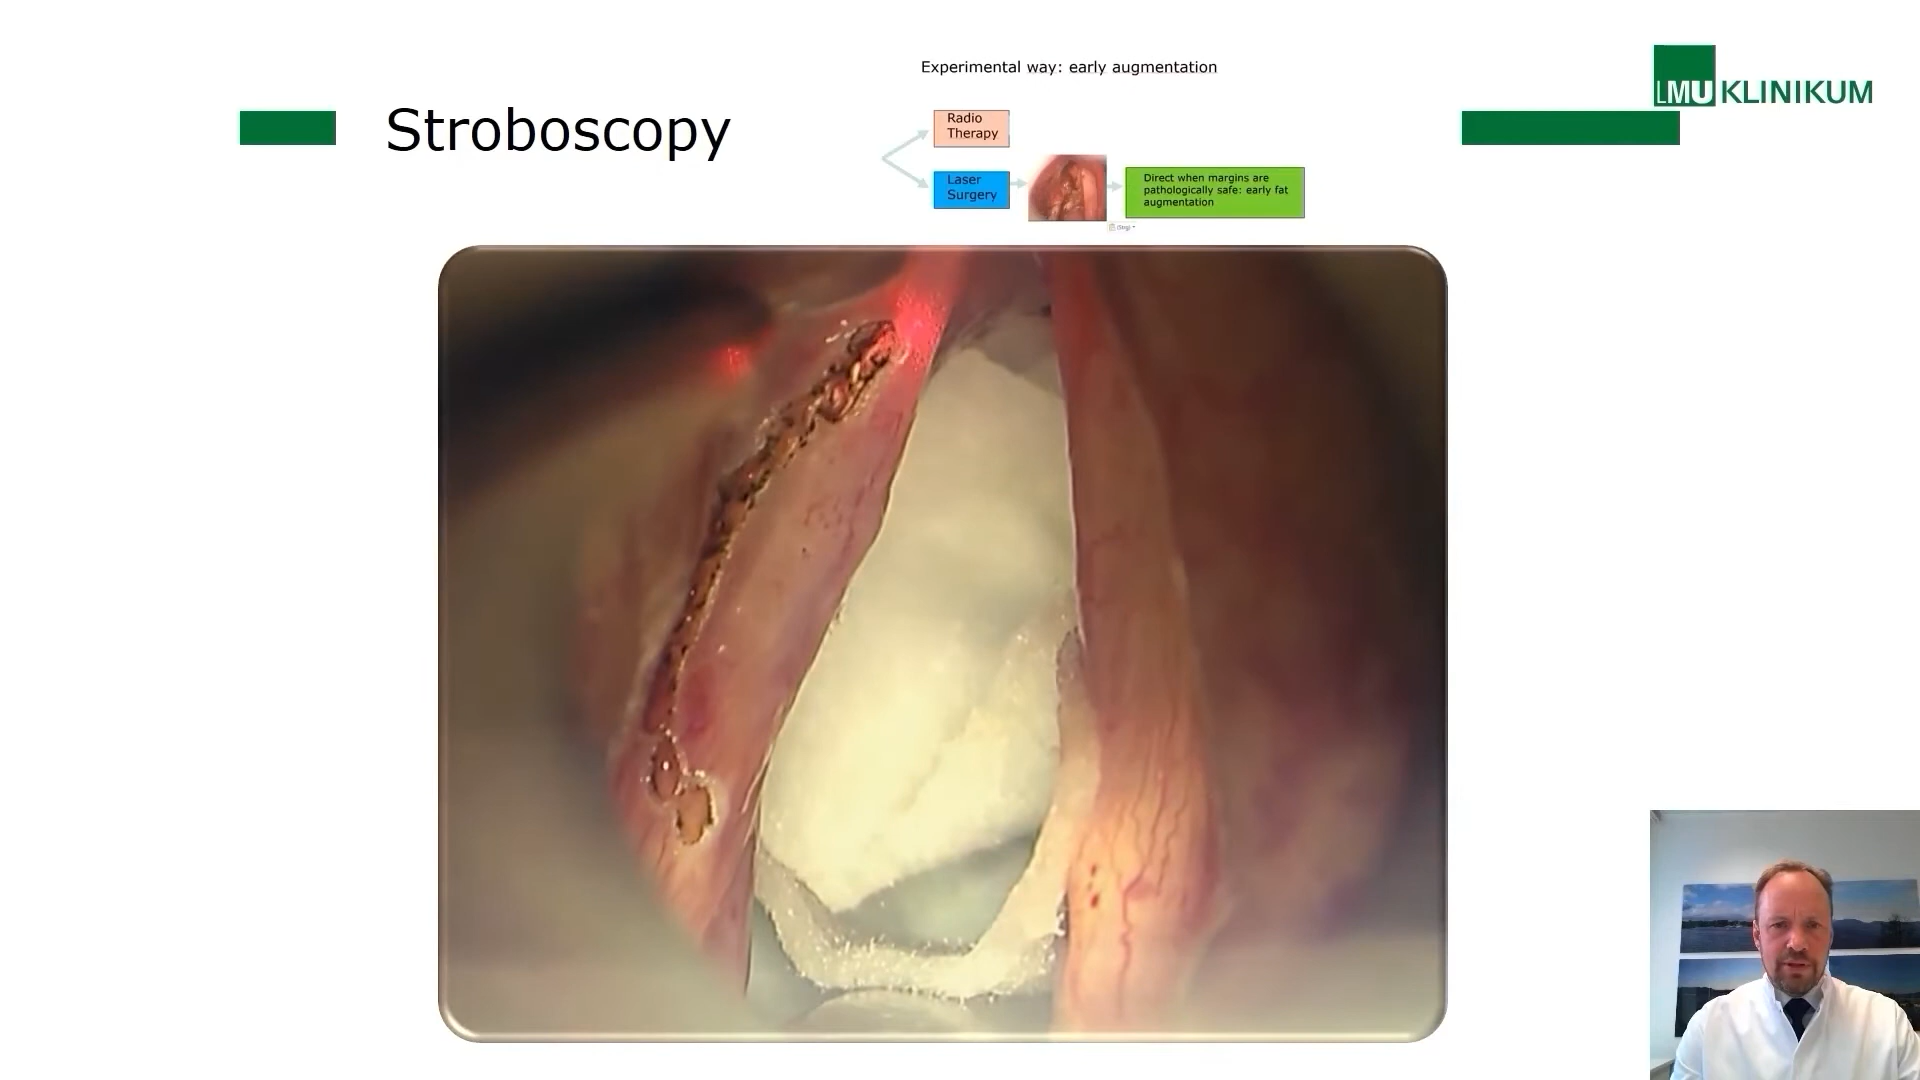 Experimental way: early augmentation
LMU KLINIKUM
Stroboscopy
Radio
Therapy
Laser
Surgery
Direct when margins are
pathologically safe: early fat
augmentation
(Strg)